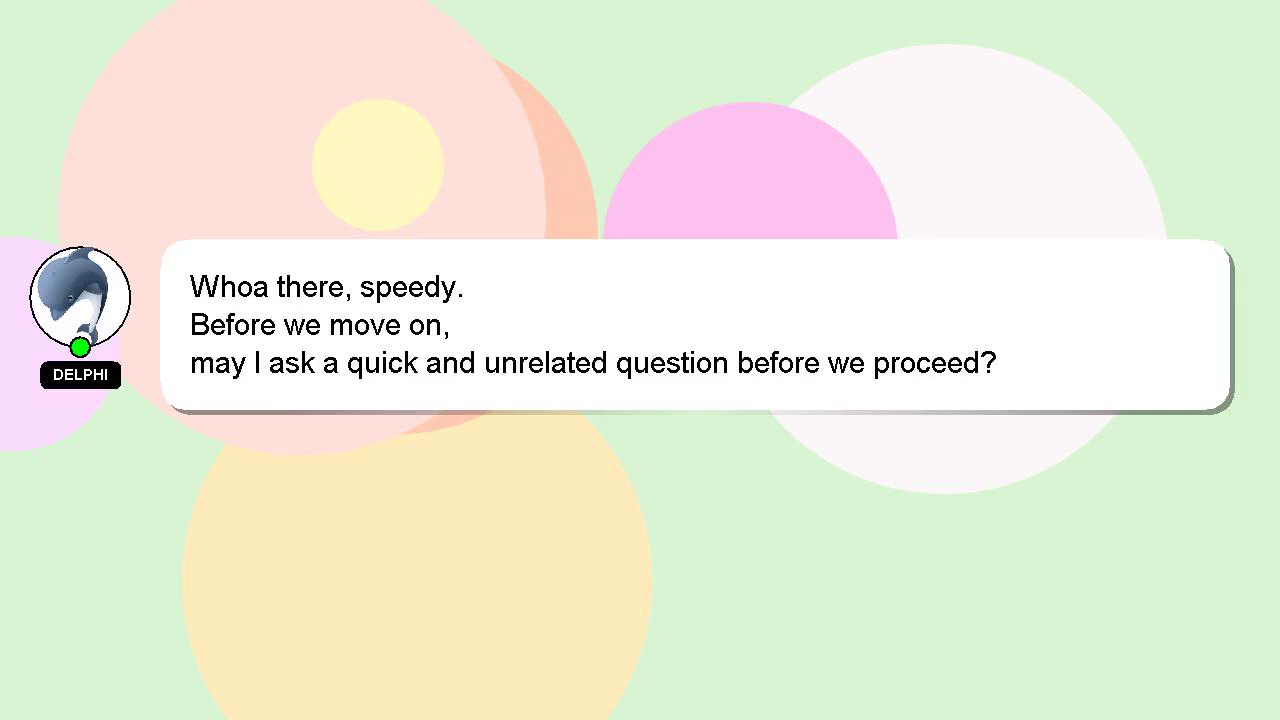 Whoa there, speedy.
Before we move on,
may I ask a quick and unrelated question before we proceed?
DELPHI